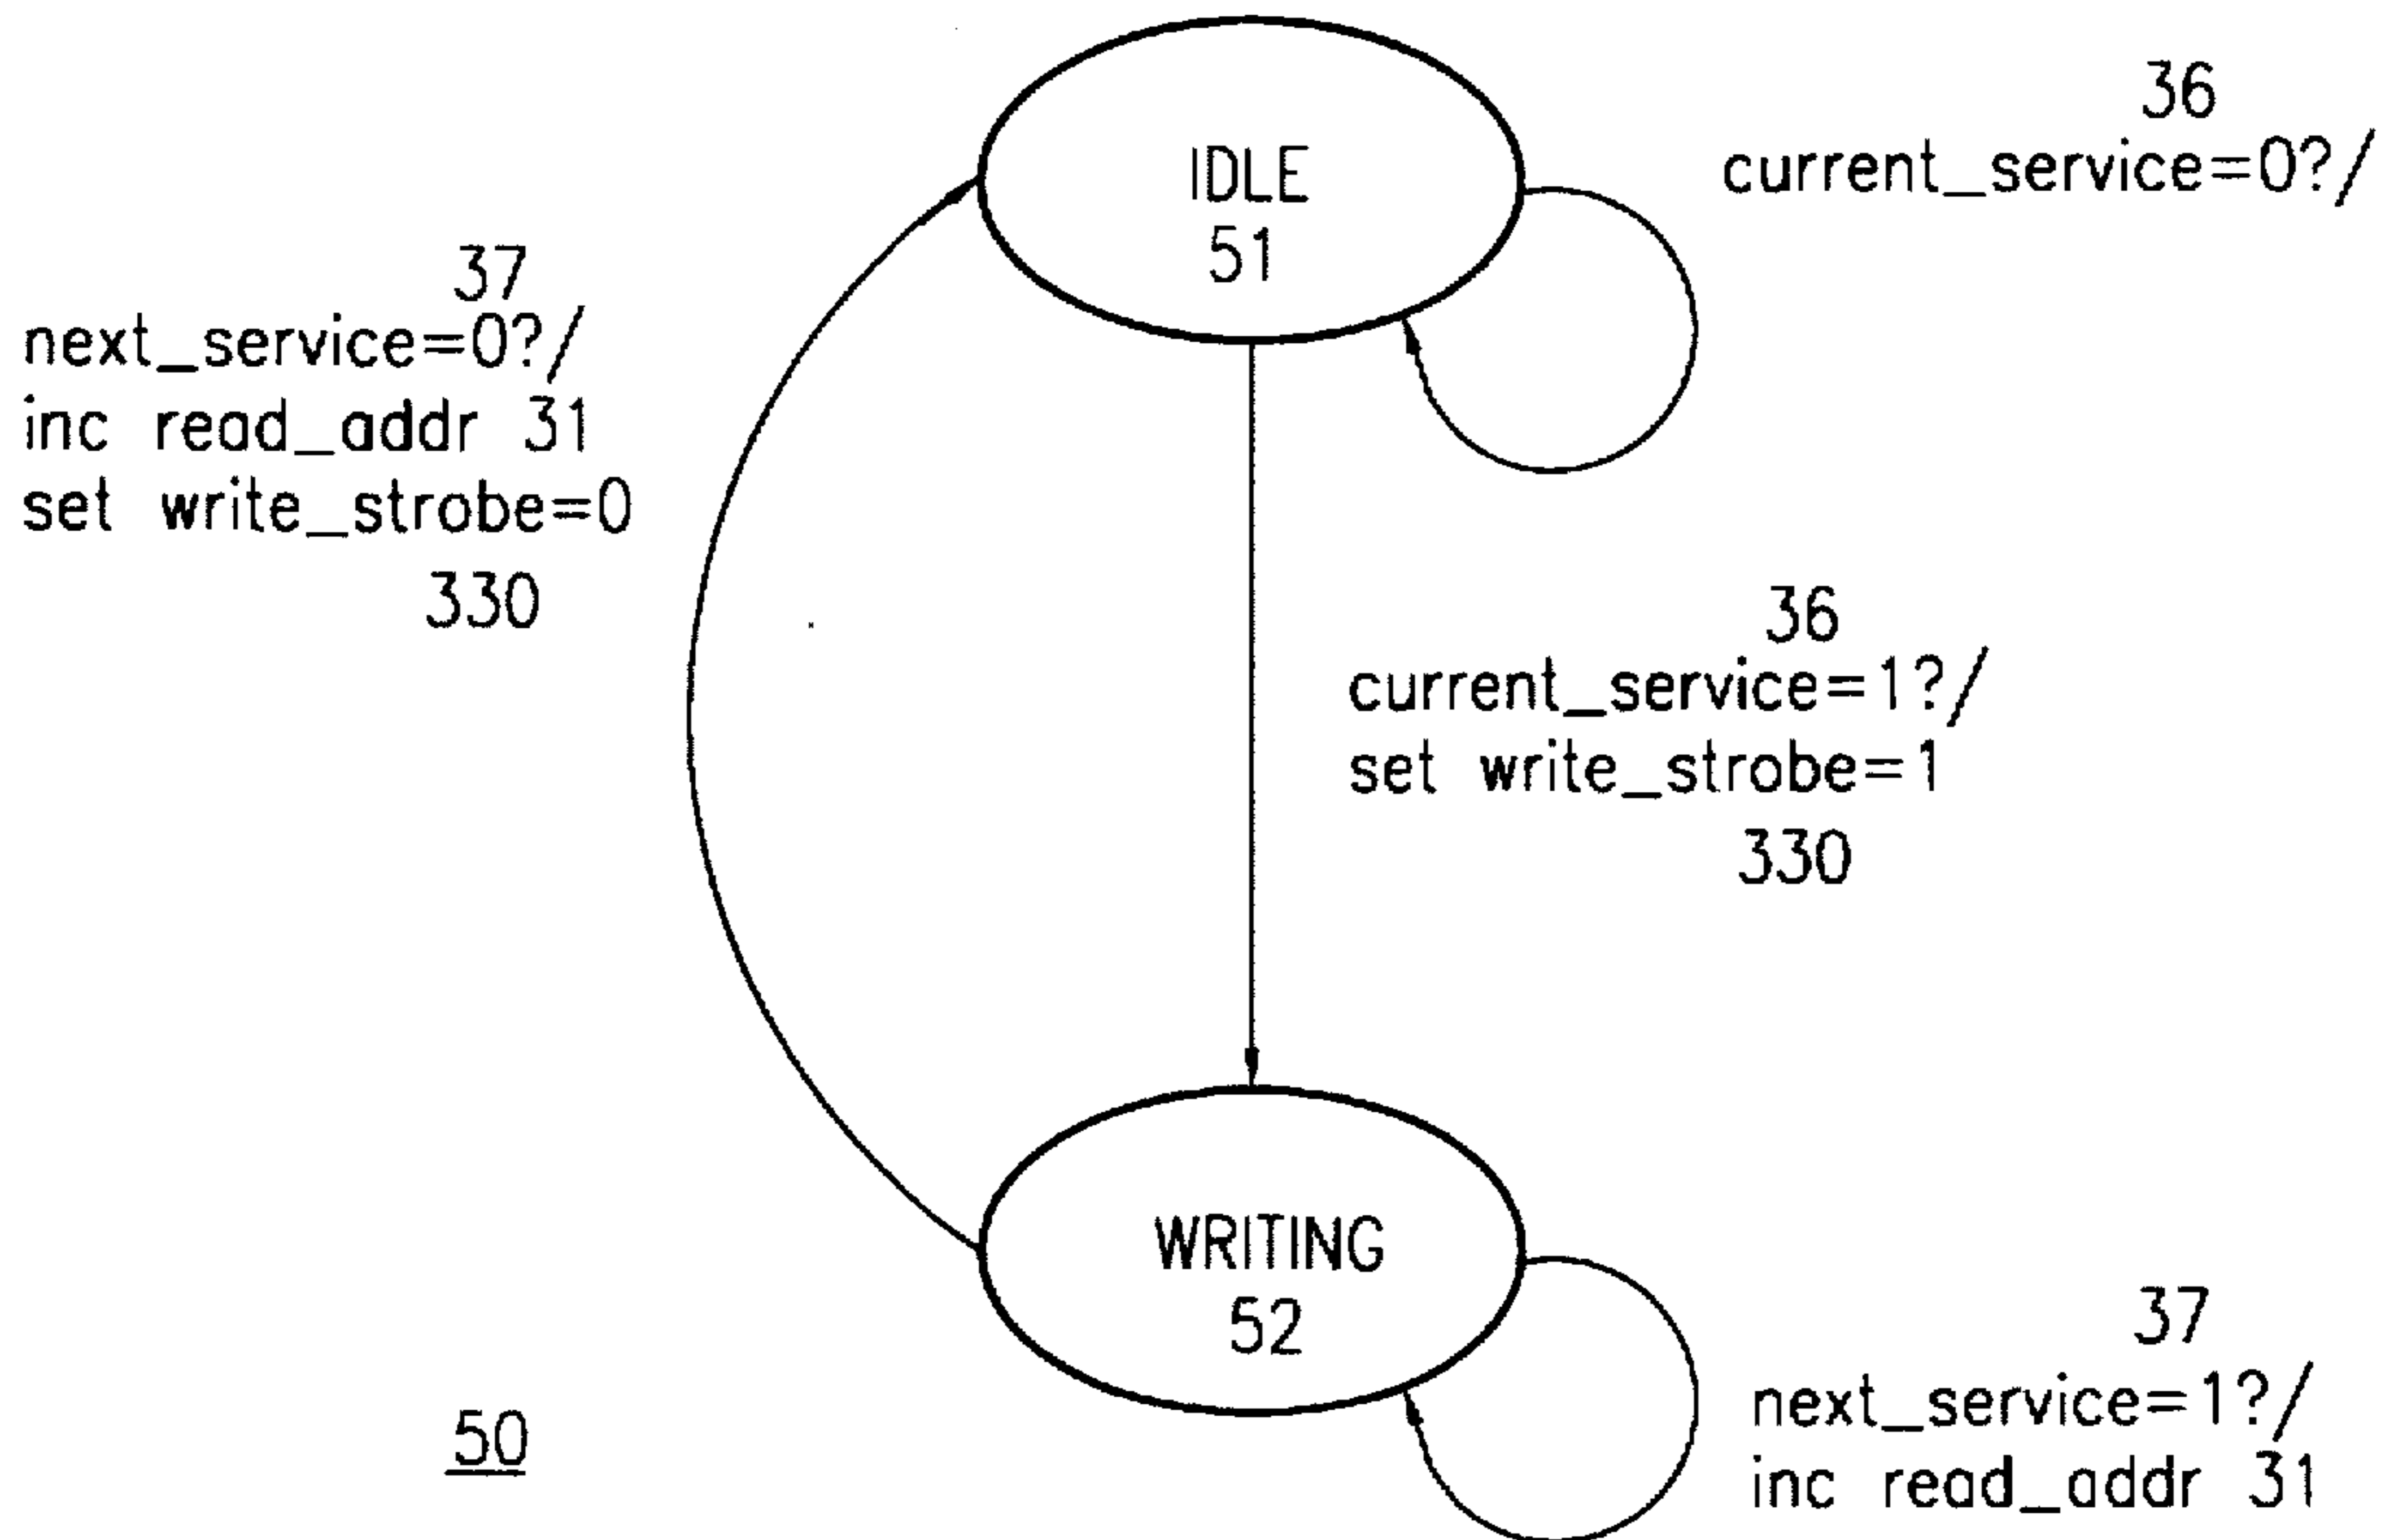 IDLE
51
36
current_service=0?/
37
next_service=0?/
inc read_addr 31
set write_strobe=0
330
36
current_service=1?/
set write_strobe=1
330
WRITING
52
37
next_service=1?/
inc read_addr 31
50